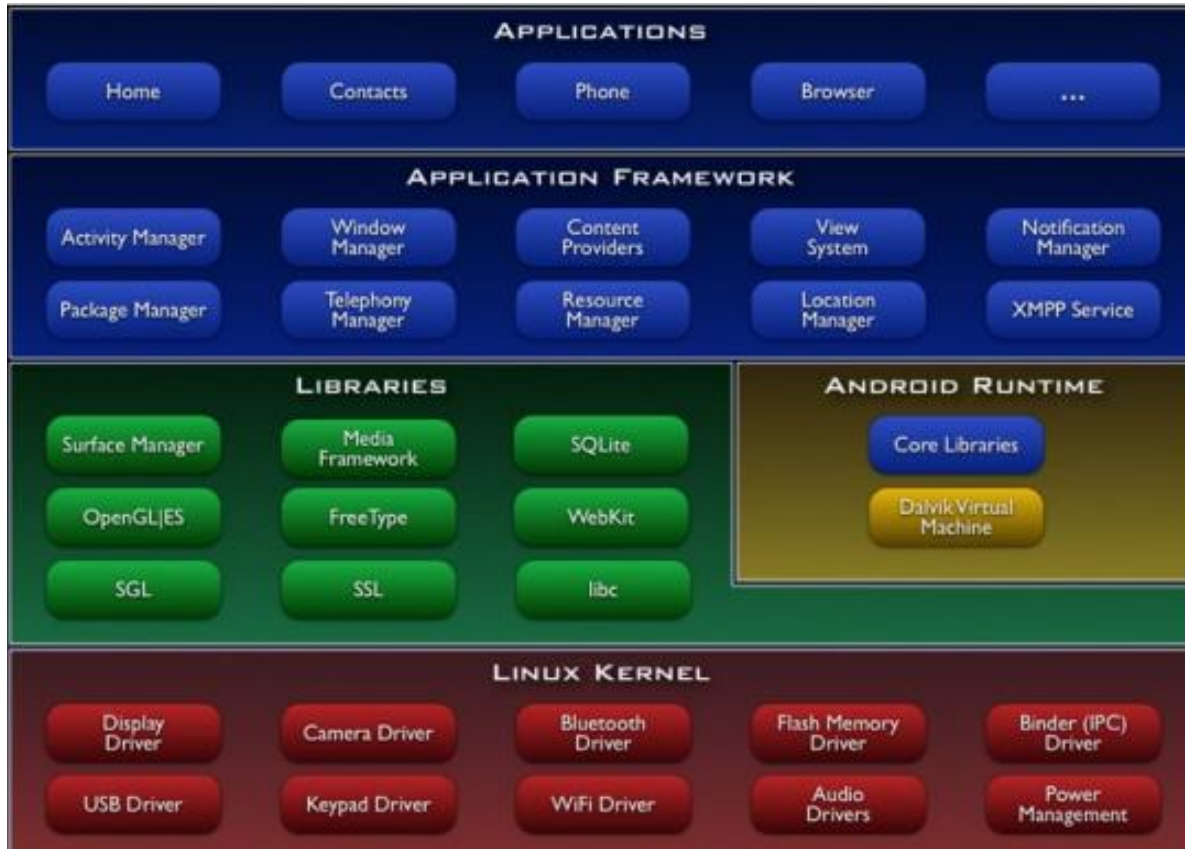 APPLICATIONS
Home
Contacts
Phone
Browser
...
APPLICATION FRAMEWORK
Activity Manager
Window
Manager
Content
Providers
View
System
Notification
Manager
Package Manager
Telephony
Manager
Resource
Manager
Location
Manager
XMPP Service
LIBRARIES
Surface Manager
Media
Framework
SQLite
OpenGL|ES
FreeType
WebKit
SGL
SSL
libc
ANDROID RUNTIME
Core Libraries
Dalvik Virtual
Machine
LINUX KERNEL
Display
Driver
Camera Driver
Bluetooth
Driver
Flash Memory
Driver
Binder (IPC)
Driver
USB Driver
Keypad Driver
WiFi Driver
Audio
Drivers
Power
Management